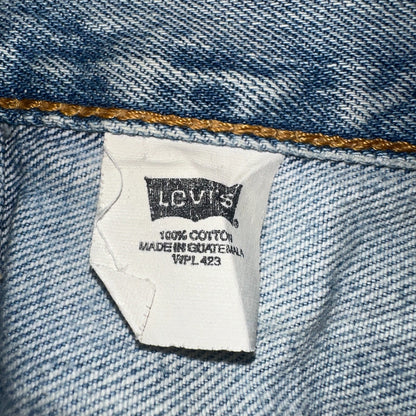 LEVI'S
®
100% COTTON
MADE IN GUATEMALA
WPL 423